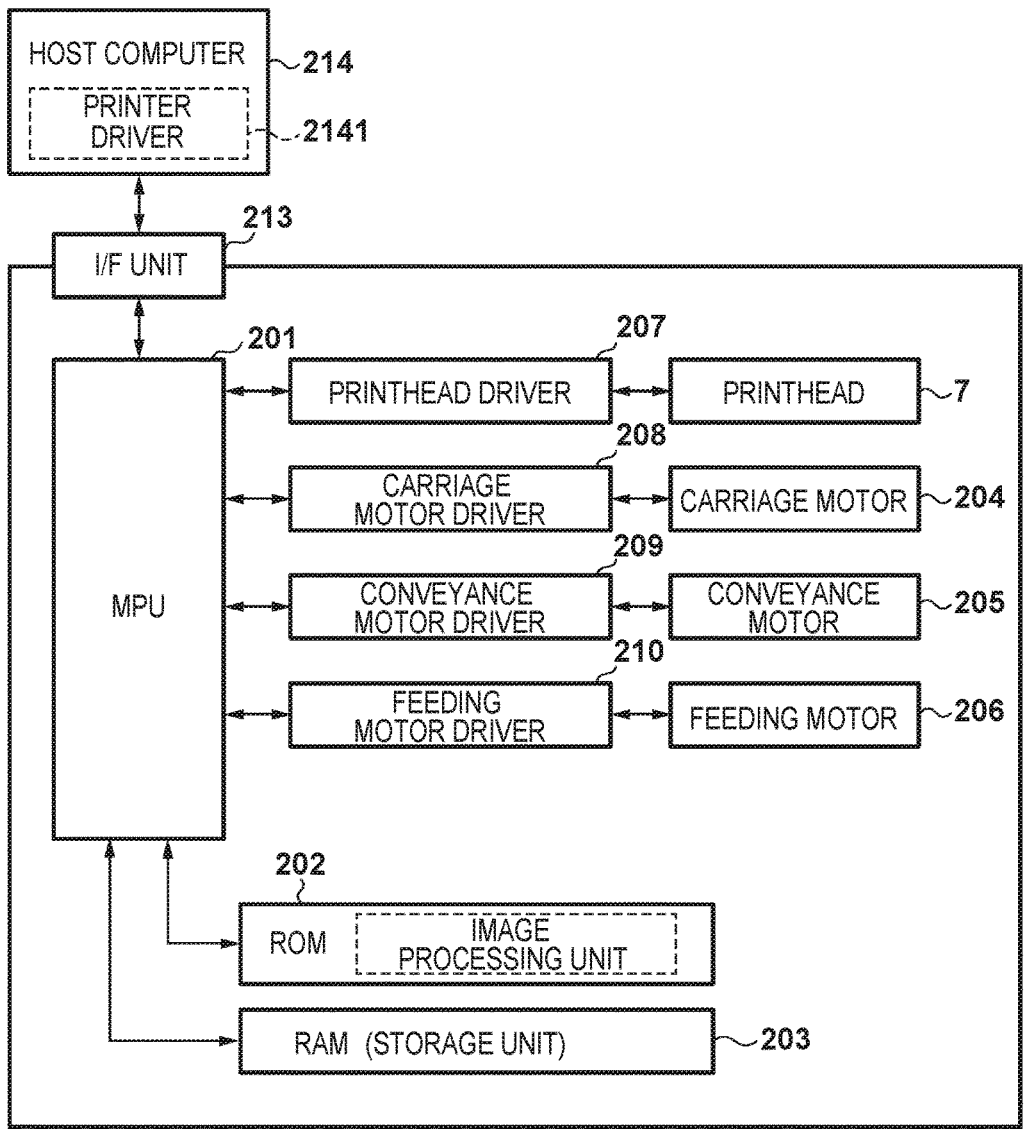 HOST COMPUTER
214
PRINTER
DRIVER
2141
213
I/F UNIT
201
207
PRINTHEAD DRIVER
PRINTHEAD
7
208
CARRIAGE
MOTOR DRIVER
CARRIAGE MOTOR
204
MPU
209
CONVEYANCE
MOTOR DRIVER
CONVEYANCE
MOTOR
205
210
FEEDING
MOTOR DRIVER
FEEDING MOTOR
206
202
ROM
IMAGE
PROCESSING UNIT
RAM (STORAGE UNIT)
203